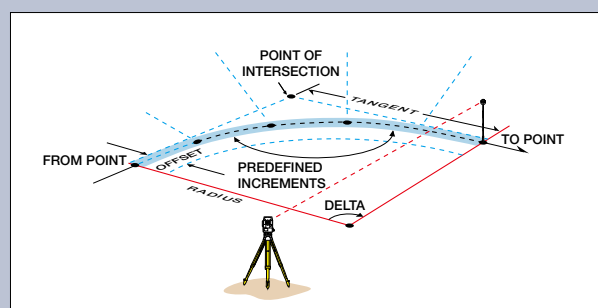 POINT OF
INTERSECTION
TANGENT
TO POINT
FROM POINT
OFFSET
PREDEFINED
INCREMENTS
RADIUS
DELTA